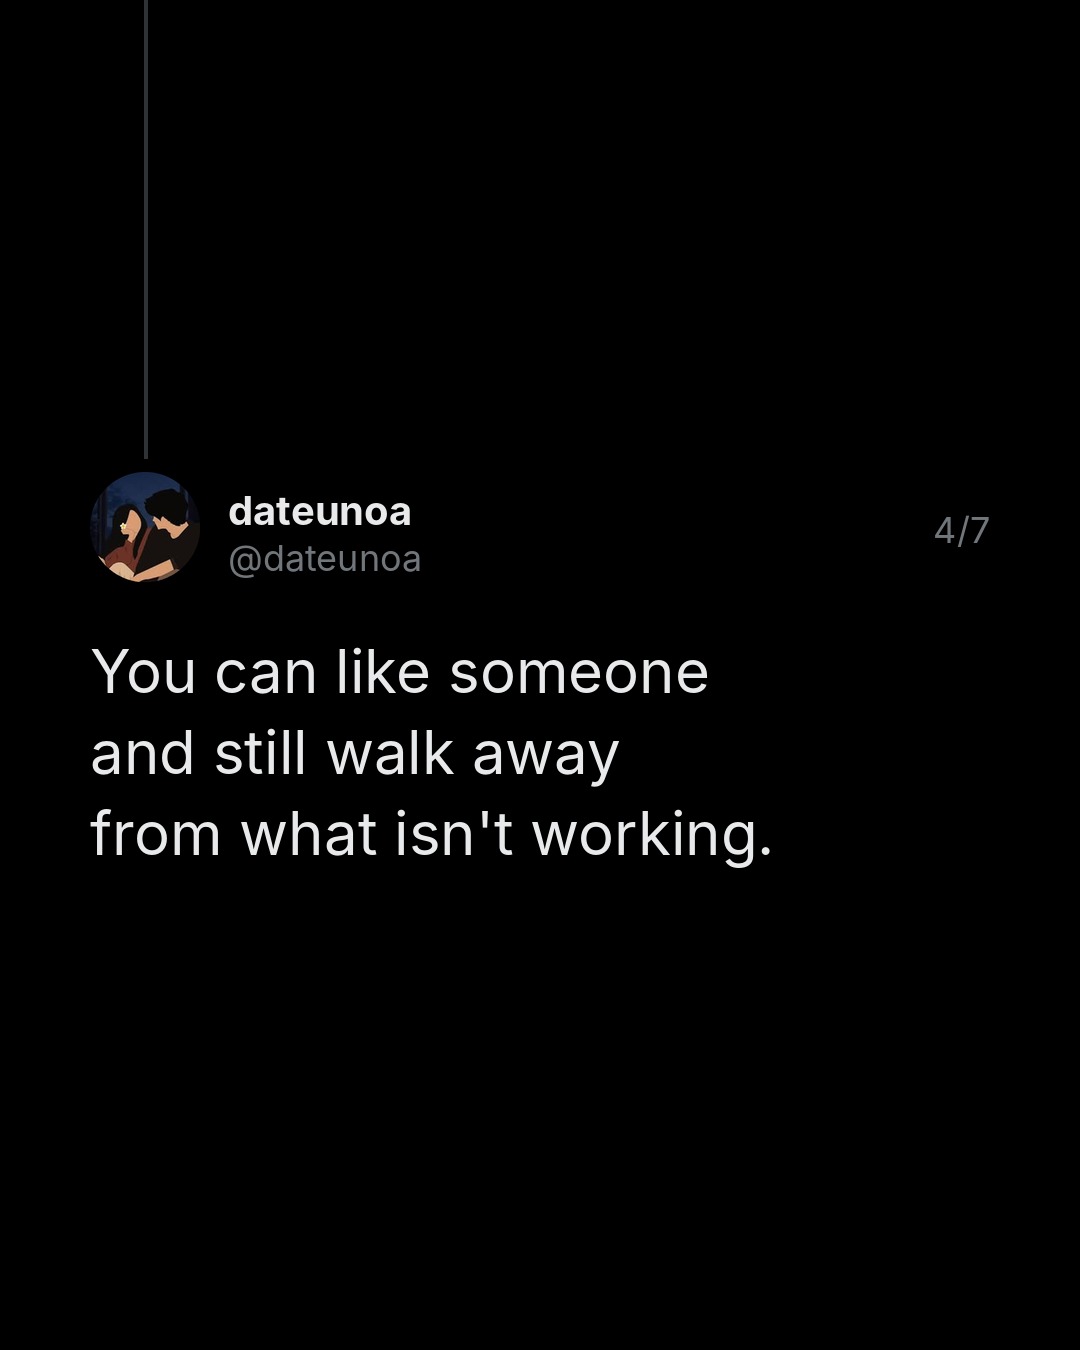 dateunoa
@dateunoa
4/7
You can like someone
and still walk away
from what isn't working.